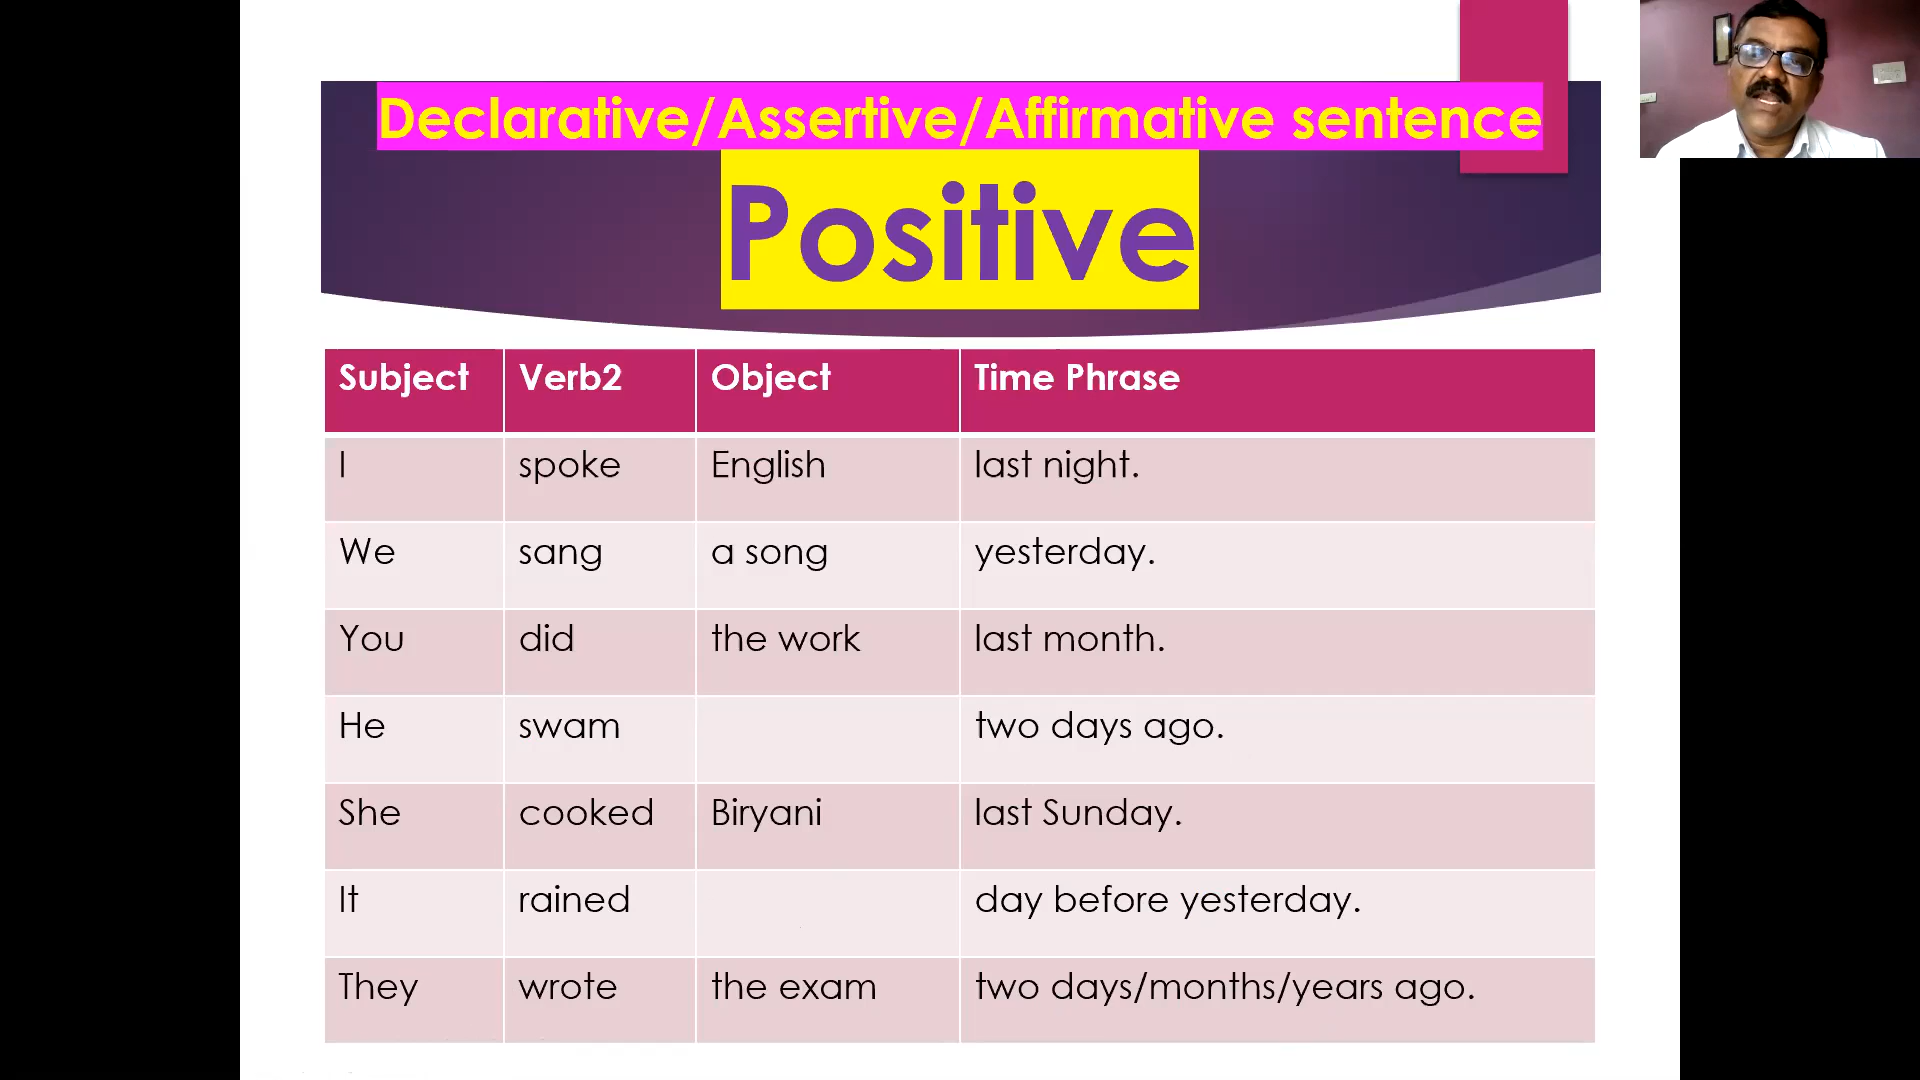 Declarative/Assertive/Affirmative sentence
Positive
Subject Verb2 Object Time Phrase
I spoke English last night.
We sang a song yesterday.
You did the work last month.
He swam two days ago.
She cooked Biryani last Sunday.
It rained day before yesterday.
They wrote the exam two days/months/years ago.